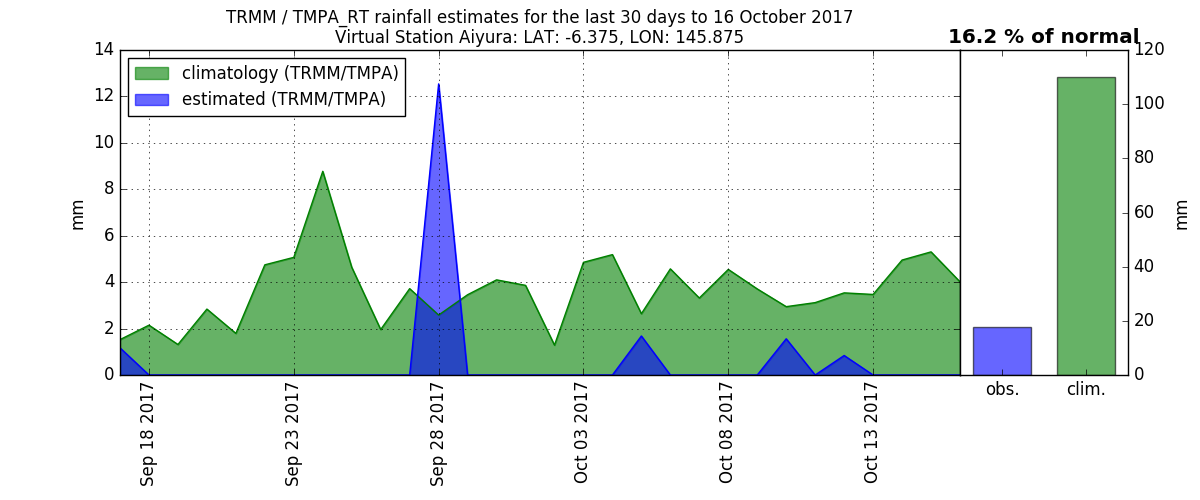 TRMM / TMPA_RT rainfall estimates for the last 30 days to 16 October 2017
Virtual Station Aiyura: LAT: -6.375, LON: 145.875
16.2 % of normal
climatology (TRMM/TMPA)
estimated (TRMM/TMPA)
14
12
10
8
6
4
2
0
mm
Sep 18 2017
Sep 23 2017
Sep 28 2017
Oct 03 2017
Oct 08 2017
Oct 13 2017
120
100
80
60
40
20
0
mm
obs.
clim.